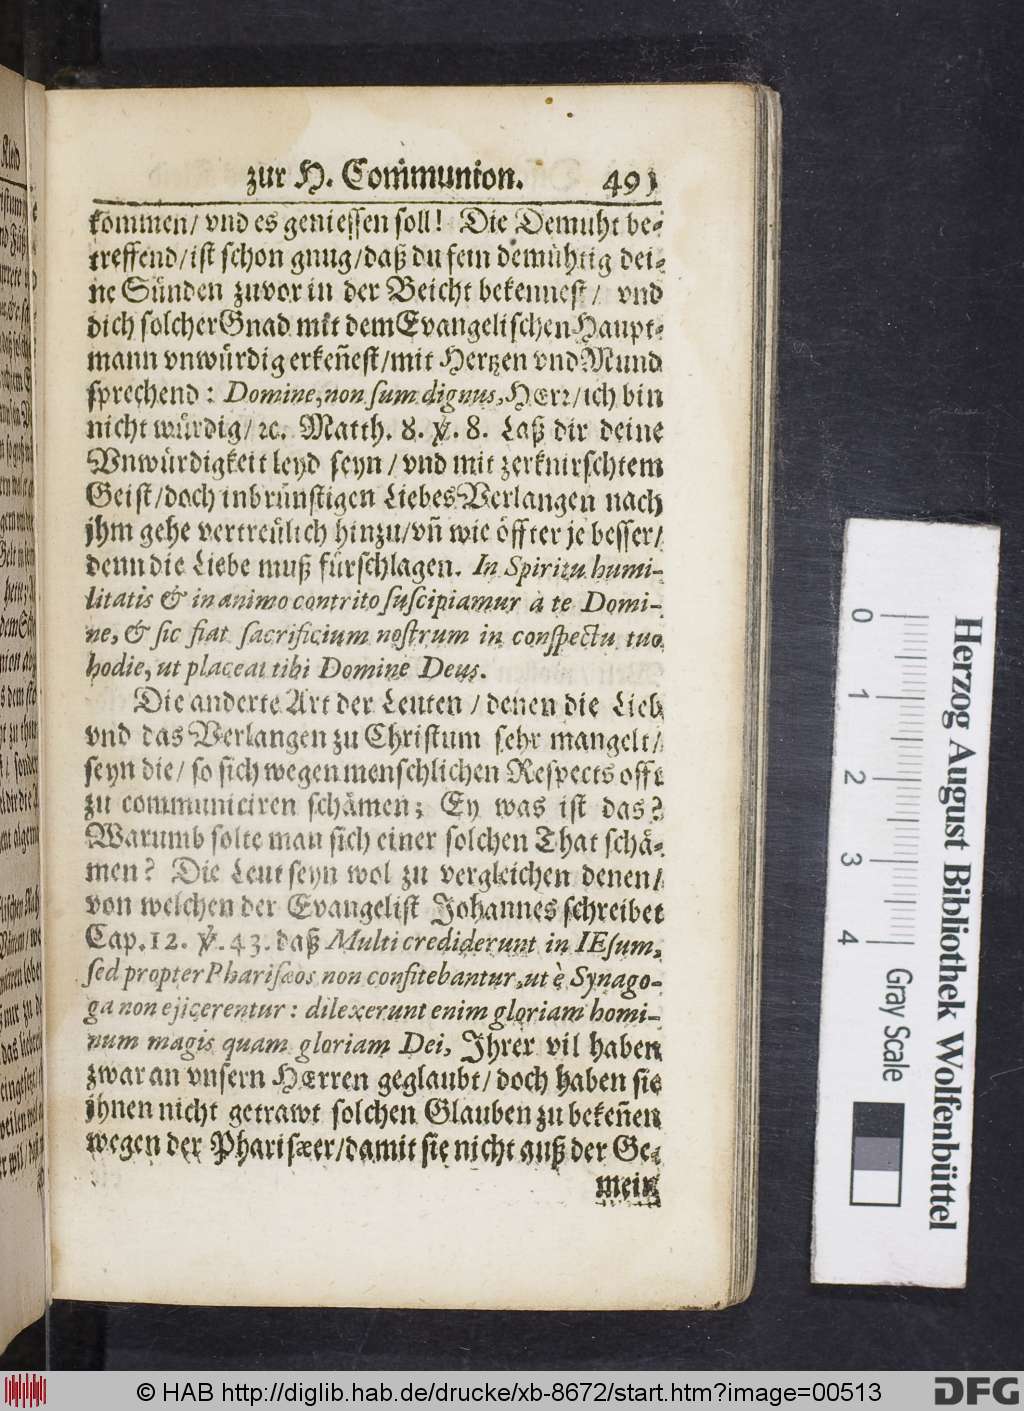 zur H. Com̃union. 491
kommen/ vnd es geniessen soll! Die Demuht be-
treffend/ ist schon gnug/ daß du fein demühtig dei-
ne Sünden zuvor in der Beicht bekennest/ vnd
dich solcher Gnad mit dem Evangelischen Haupt-
mann vnwürdig erkeñest/ mit Hertzen vnd Mund
sprechend: Domine, non ſum dignus, HErr/ ich bin
nicht würdig/ ꝛc. Matth. 8. ℣. 8. Laß dir deine
Vnwürdigkeit leyd seyn/ vnd mit zerknirschtem
Geist/ doch inbrünstigen Liebes Verlangen nach
jhm gehe vertreülich hinzu/ vñ wie öffter je besser/
denn die Liebe muß fürschlagen. In Spiritu humi-
litatis & in animo contrito ſuſcipiamur à te Domi-
ne, & ſic fiat ſacrificium noſtrum in conſpectu tuo
hodie, ut placeat tibi Domine Deus.
Die anderte Art der Leuten/ denen die Lieb
vnd das Verlangen zu Christum sehr mangelt/
seyn die/ so sich wegen menschlichen Respects offt
zu communiciren schämen; Ey was ist das?
Warumb solte man sich einer solchen That schä-
men? Die Leut seyn wol zu vergleichen denen/
von welchen der Evangelist Johannes schreibet
Cap. 12. ℣. 43. daß Multi crediderunt in IEſum,
ſed propter Phariſæos non confitebantur, ut è Synago-
ga non ejicerentur: dilexerunt enim gloriam homi-
num magis quam gloriam Dei, Jhrer vil haben
zwar an vnsern HErren geglaubt/ doch haben sie
jhnen nicht getrawt solchen Glauben zu bekeñen
wegen der Pharisæer/ damit sie nicht auß der Ge-
mein
0 1 2 3 4 Gray Scale
Herzog August Bibliothek Wolfenbüttel
© HAB http://diglib.hab.de/drucke/xb-8672/start.htm?image=00513
DFG